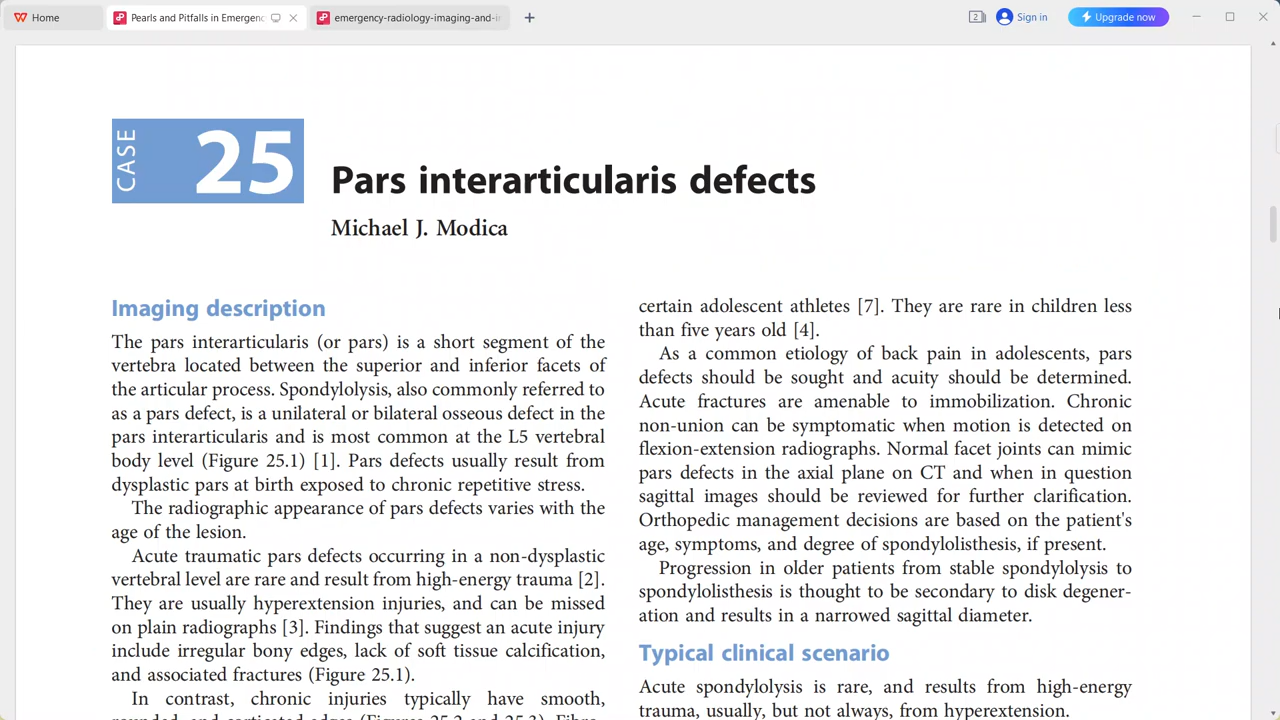 Home
Pearls and Pitfalls in Emergenc
emergency-radiology-imaging-and-i
2
Sign in
Upgrade now
CASE 25
Pars interarticularis defects
Michael J. Modica
Imaging description
The pars interarticularis (or pars) is a short segment of the
vertebra located between the superior and inferior facets of
the articular process. Spondylolysis, also commonly referred to
as a pars defect, is a unilateral or bilateral osseous defect in the
pars interarticularis and is most common at the L5 vertebral
body level (Figure 25.1) [1]. Pars defects usually result from
dysplastic pars at birth exposed to chronic repetitive stress.
The radiographic appearance of pars defects varies with the
age of the lesion.
Acute traumatic pars defects occurring in a non-dysplastic
vertebral level are rare and result from high-energy trauma [2].
They are usually hyperextension injuries, and can be missed
on plain radiographs [3]. Findings that suggest an acute injury
include irregular bony edges, lack of soft tissue calcification,
and associated fractures (Figure 25.1).
In contrast, chronic injuries typically have smooth,
rounded, and corticated edges (Figures 25.2 and 25.3). Fibro-
certain adolescent athletes [7]. They are rare in children less
than five years old [4].
As a common etiology of back pain in adolescents, pars
defects should be sought and acuity should be determined.
Acute fractures are amenable to immobilization. Chronic
non-union can be symptomatic when motion is detected on
flexion-extension radiographs. Normal facet joints can mimic
pars defects in the axial plane on CT and when in question
sagittal images should be reviewed for further clarification.
Orthopedic management decisions are based on the patient's
age, symptoms, and degree of spondylolisthesis, if present.
Progression in older patients from stable spondylolysis to
spondylolisthesis is thought to be secondary to disk degener-
ation and results in a narrowed sagittal diameter.
Typical clinical scenario
Acute spondylolysis is rare, and results from high-energy
trauma, usually, but not always, from hyperextension.